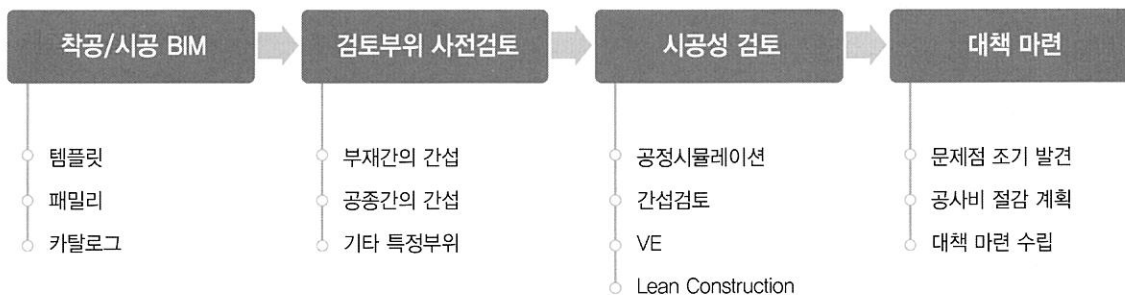 착공/시공 BIM
템플릿
패밀리
카탈로그
검토부위 사전검토
부재간의 간섭
공종간의 간섭
기타 특정부위
시공성 검토
공정시뮬레이션
간섭검토
VE
Lean Construction
대책 마련
문제점 조기 발견
공사비 절감 계획
대책 마련 수립